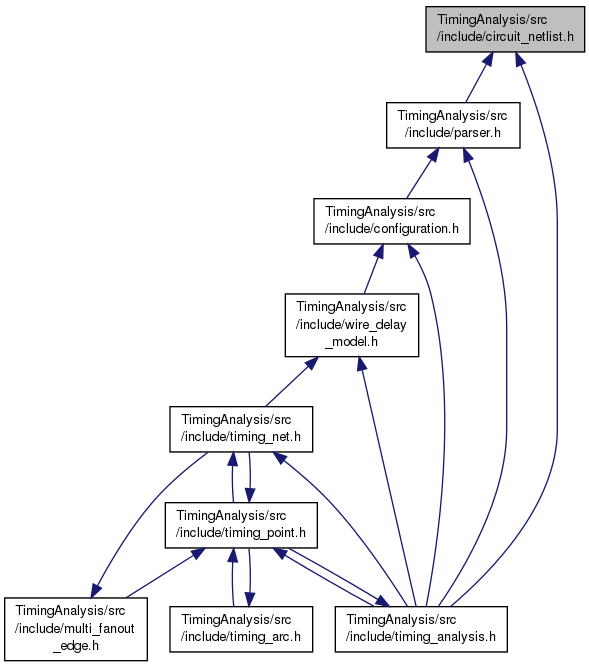 TimingAnalysis/src
/include/circuit_netlist.h
TimingAnalysis/src
/include/parser.h
TimingAnalysis/src
/include/configuration.h
TimingAnalysis/src
/include/wire_delay
_model.h
TimingAnalysis/src
/include/timing_net.h
TimingAnalysis/src
/include/timing_point.h
TimingAnalysis/src
/include/multi_fanout
_edge.h
TimingAnalysis/src
/include/timing_arc.h
TimingAnalysis/src
/include/timing_analysis.h